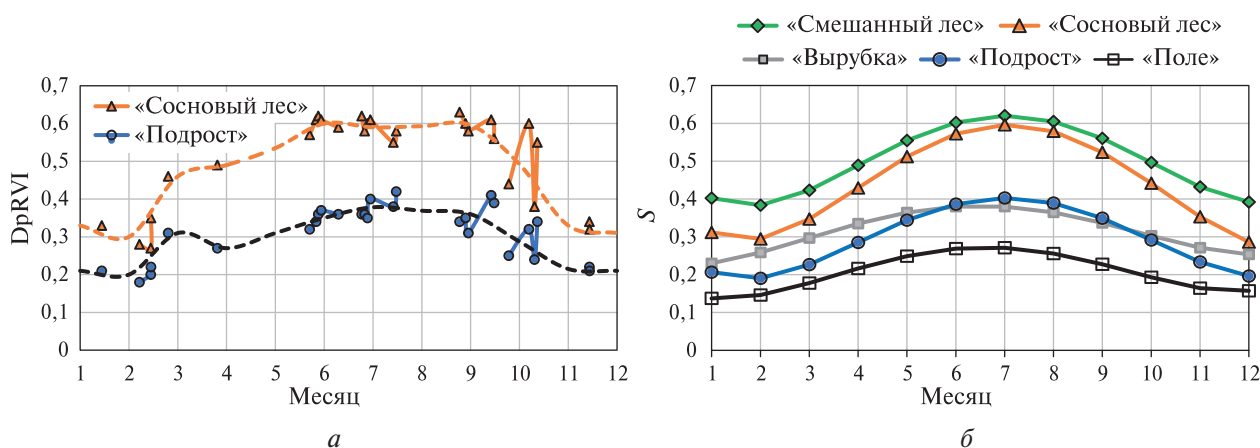 «Смешанный лес» «Сосновый лес»
«Вырубка» «Подрост» «Поле»
DpRVI
0,7
0,6
0,5
0,4
0,3
0,2
0,1
0
«Сосновый лес»
«Подрост»
1 2 3 4 5 6 7 8 9 10 11 12
Месяц
а
S
0,7
0,6
0,5
0,4
0,3
0,2
0,1
0
1 2 3 4 5 6 7 8 9 10 11 12
Месяц
б